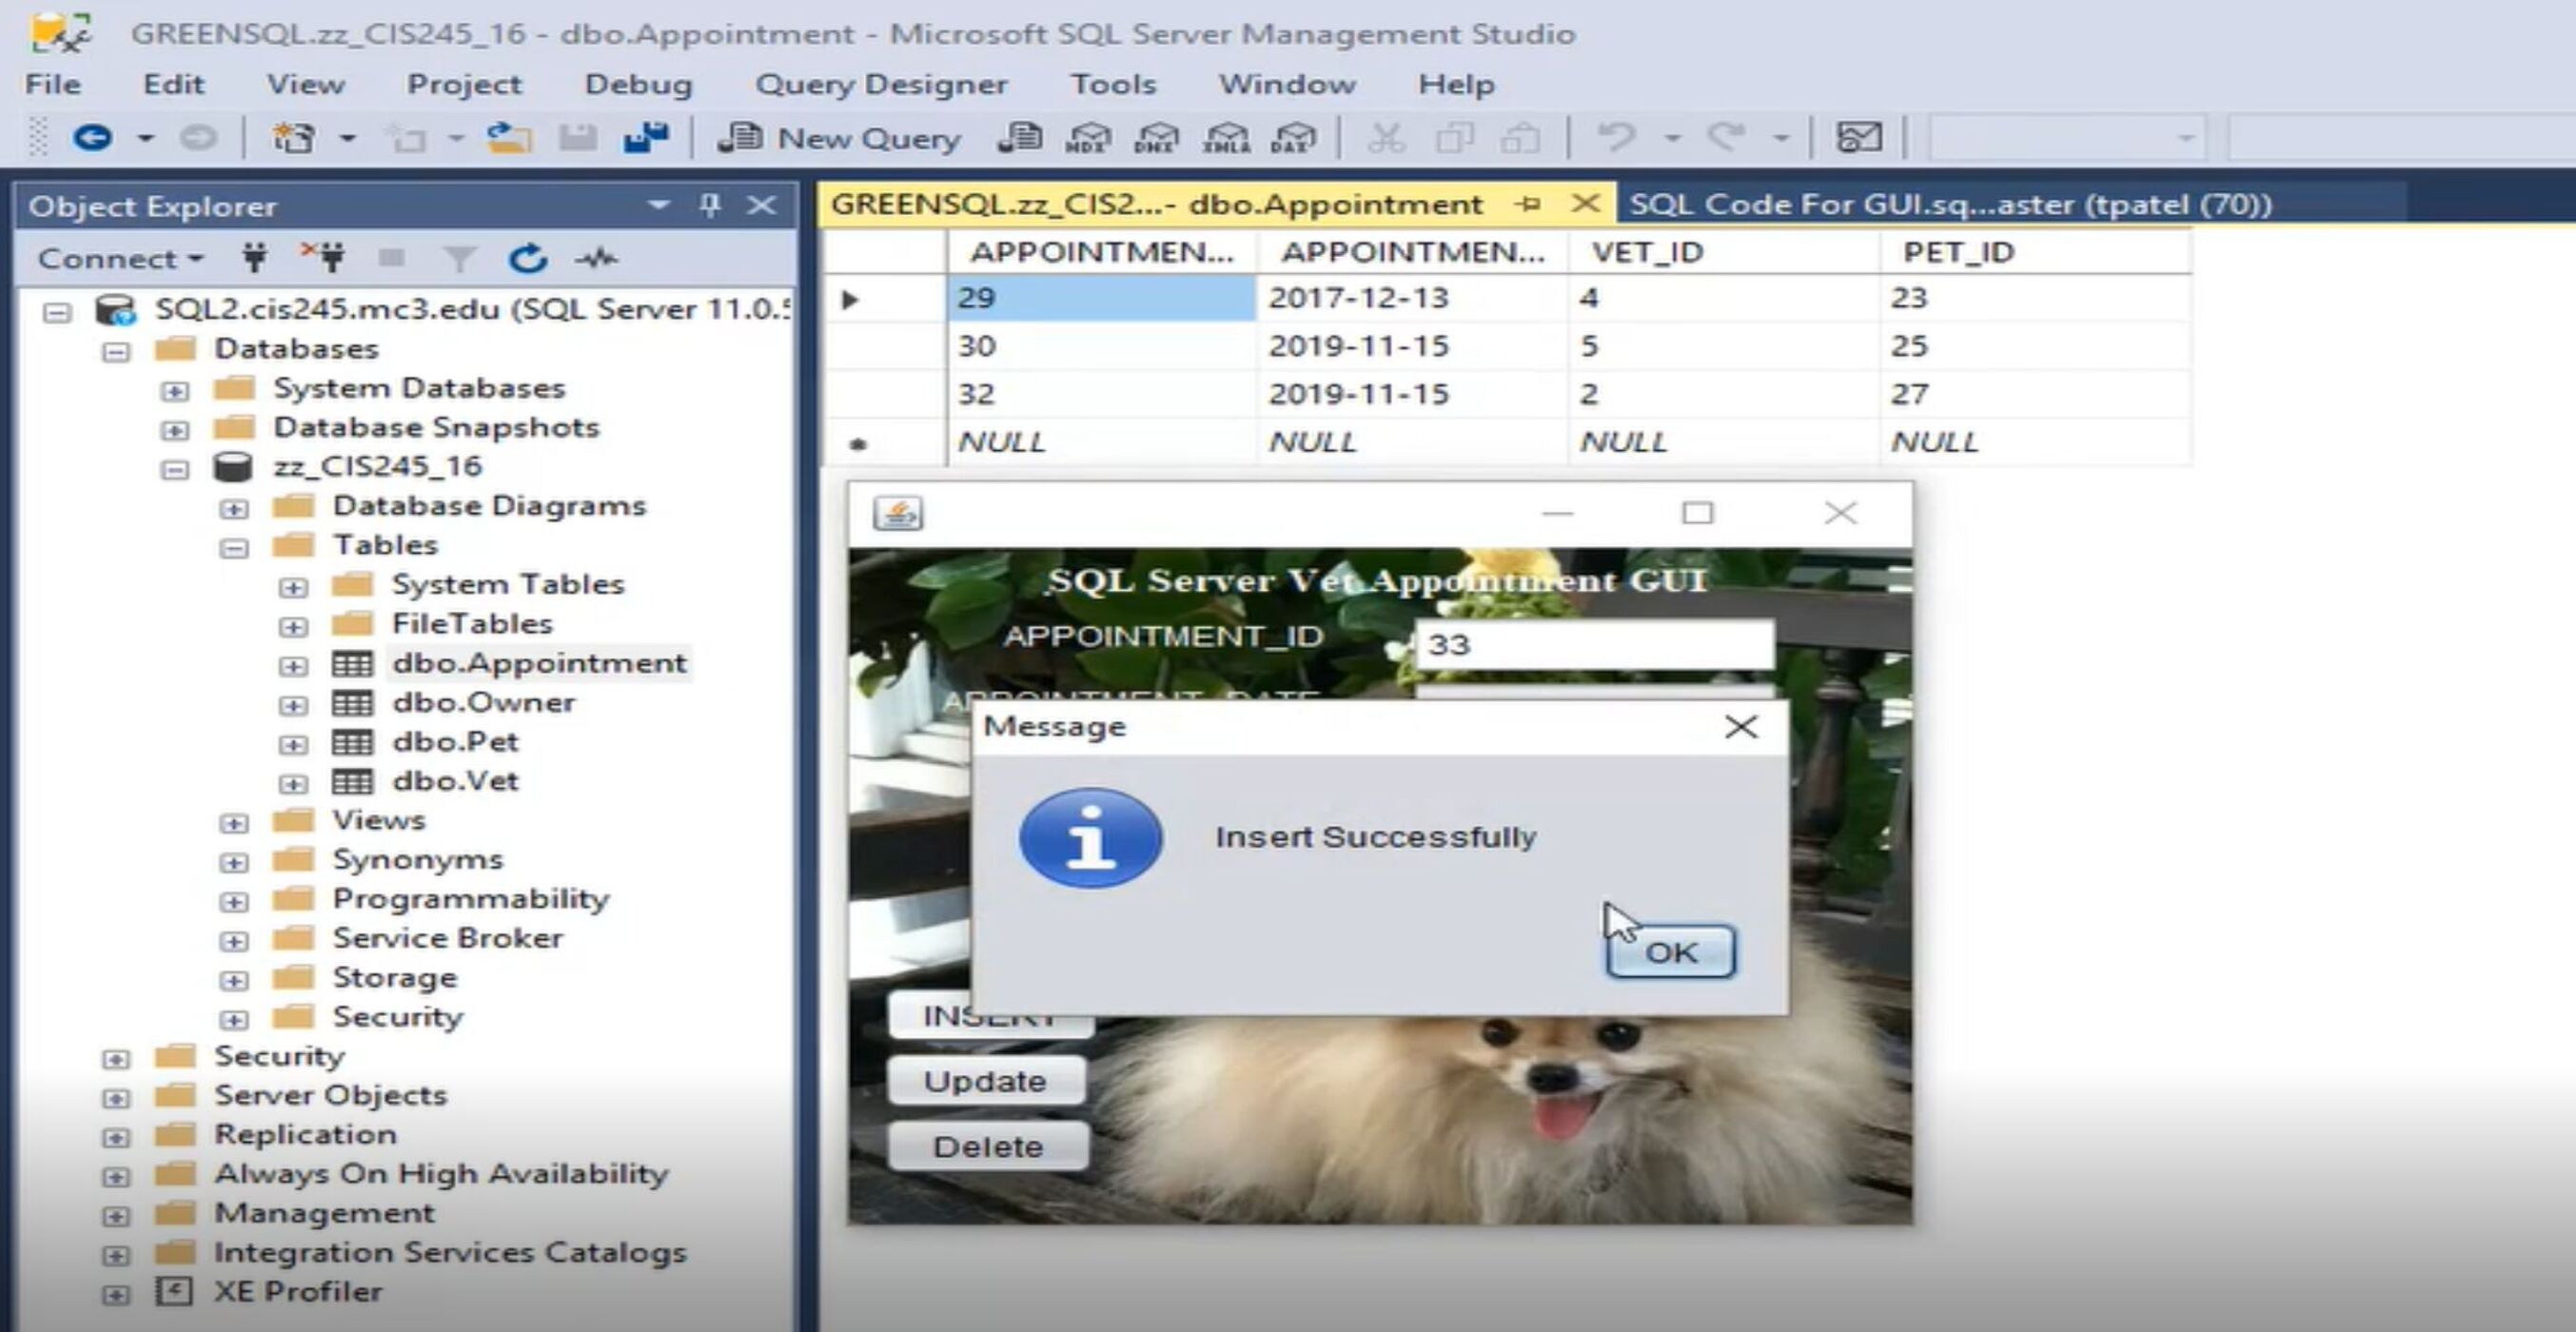 GREENSQL.zz_CIS245_16 - dbo.Appointment - Microsoft SQL Server Management Studio
File Edit View Project Debug Query Designer Tools Window Help
New Query MDX DMX XMLA DAX
Object Explorer
Connect
SQL2.cis245.mc3.edu (SQL Server 11.0.5
Databases
System Databases
Database Snapshots
zz_CIS245_16
Database Diagrams
Tables
System Tables
FileTables
dbo.Appointment
dbo.Owner
dbo.Pet
dbo.Vet
Views
Synonyms
Programmability
Service Broker
Storage
Security
Security
Server Objects
Replication
Always On High Availability
Management
Integration Services Catalogs
XE Profiler
GREENSQL.zz_CIS2...- dbo.Appointment
SQL Code For GUI.sq...aster (tpatel (70))
APPOINTMEN... APPOINTMEN... VET_ID PET_ID
29 2017-12-13 4 23
30 2019-11-15 5 25
32 2019-11-15 2 27
NULL NULL NULL NULL
SQL Server Vet Appointment GUI
APPOINTMENT_ID 33
APPOINTMENT_DATE
Message
Insert Successfully
OK
INSERT
Update
Delete